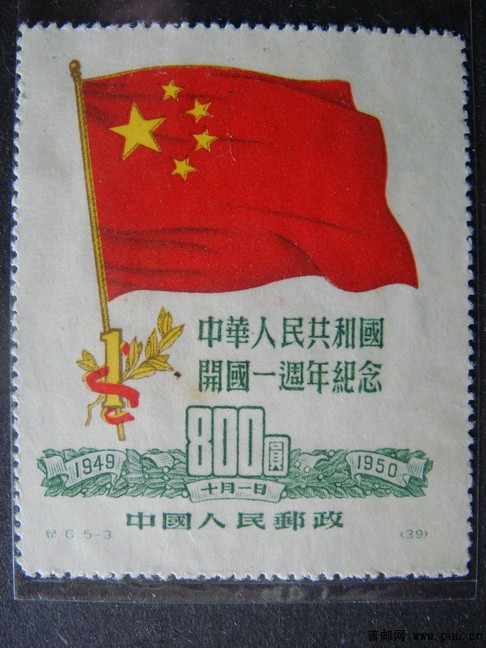 中華人民共和國
開國一週年紀念
800圓
1949 1950
十月一日
中國人民郵政
紀6 5-3 (39)
普邮网 www.puu.cn